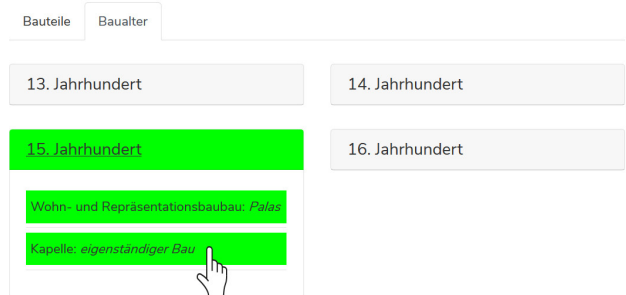 Bauteile
Baualter
13. Jahrhundert
14. Jahrhundert
15. Jahrhundert
16. Jahrhundert
Wohn- und Repräsentationsbaubau: Palas
Kapelle: eigenständiger Bau